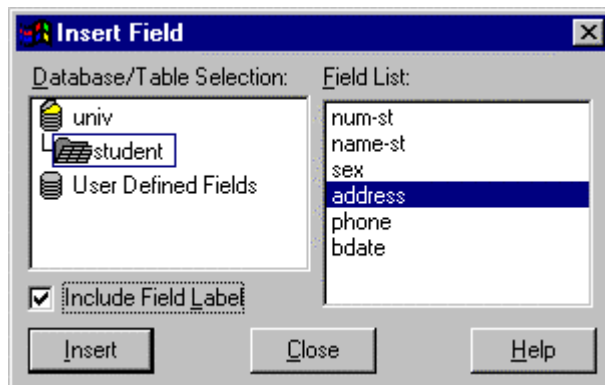 Insert Field
Database/Table Selection:
univ
student
User Defined Fields
Include Field Label
Field List:
num-st
name-st
sex
address
phone
bdate
Insert
Close
Help